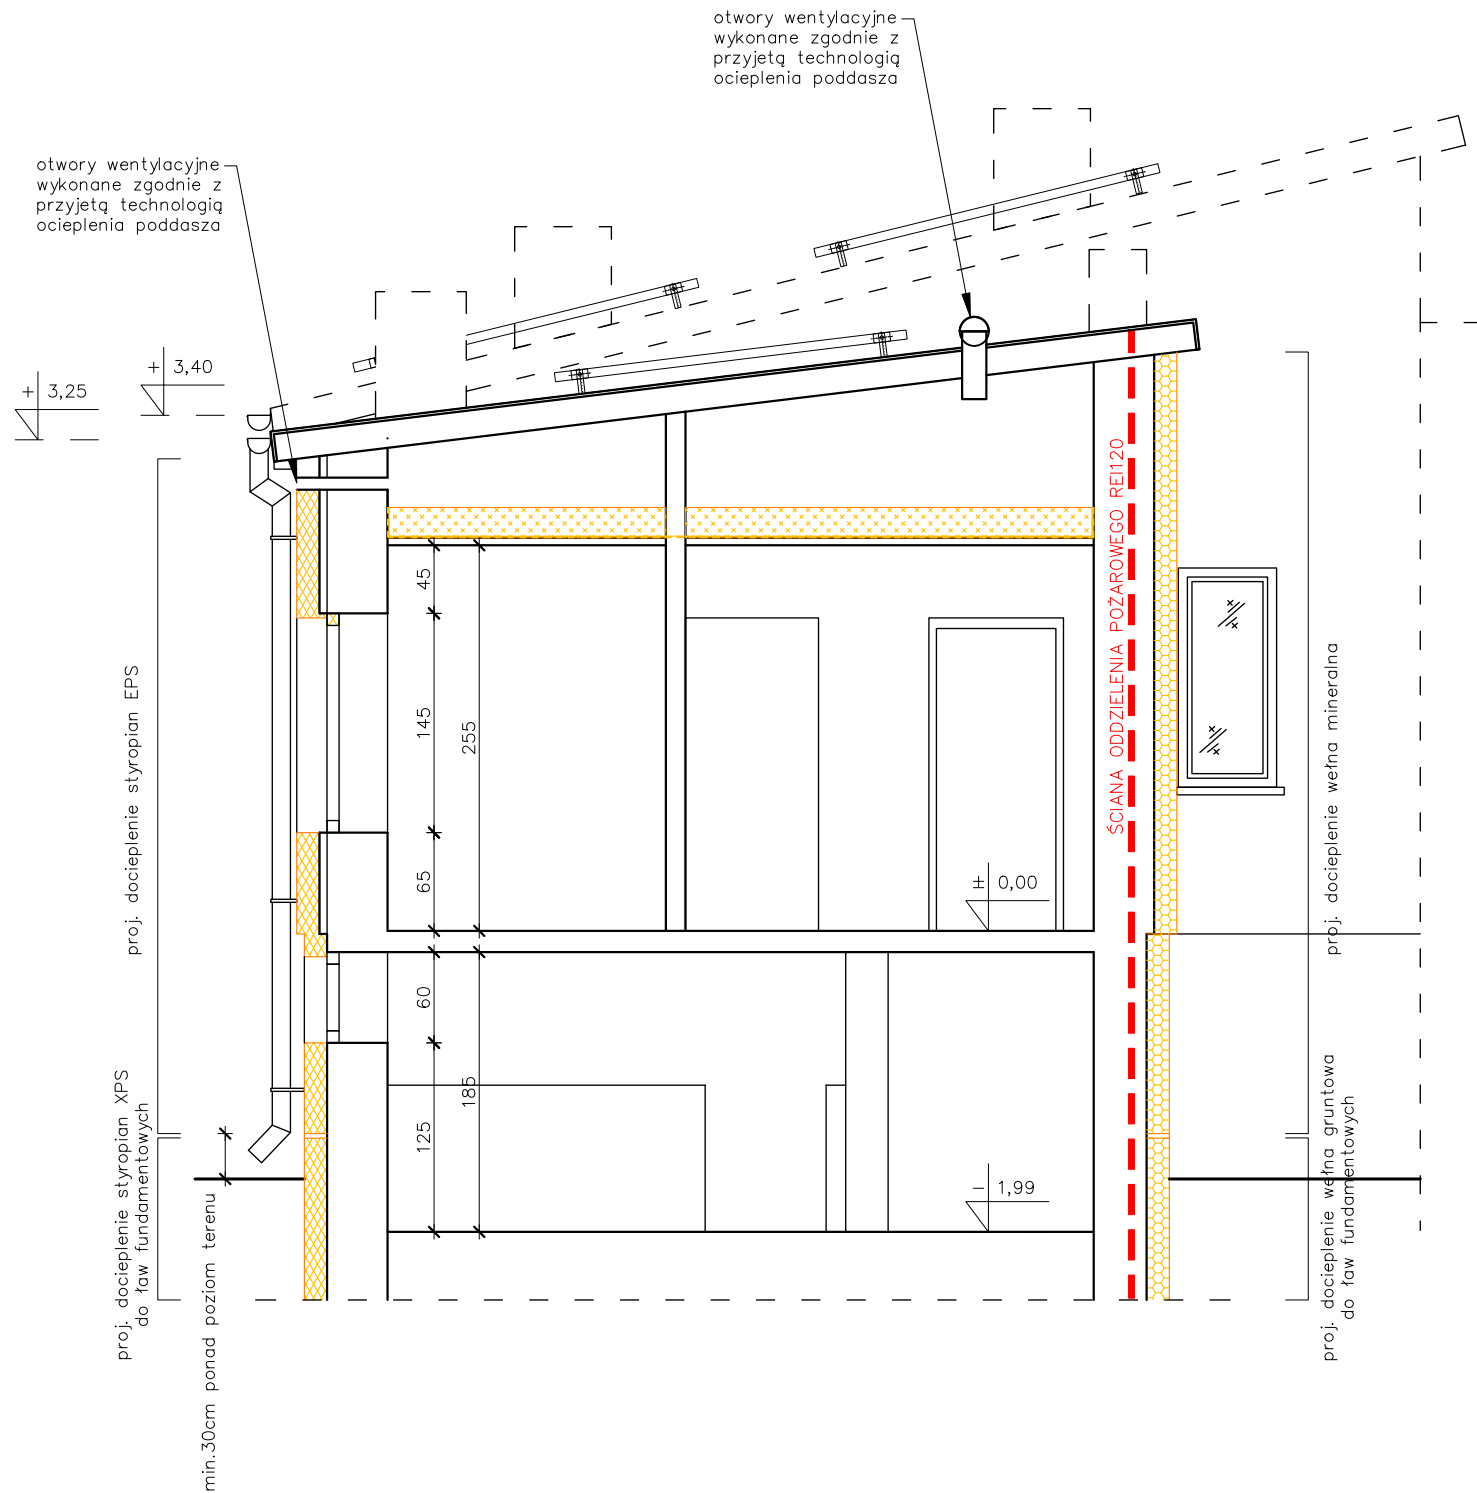 otwory wentylacyjne
wykonane zgodnie z
przyjętą technologią
ocieplenia poddasza
otwory wentylacyjne
wykonane zgodnie z
przyjętą technologią
ocieplenia poddasza
+ 3,40
+ 3,25
45
145
255
65
60
185
125
± 0,00
- 1,99
ŚCIANA ODDZIELENIA POŻAROWEGO REI120
proj. docieplenie styropian EPS
proj. docieplenie styropian XPS
do ław fundamentowych
min.30cm ponad poziom terenu
proj. docieplenie wełna mineralna
proj. docieplenie wełna gruntowa
do ław fundamentowych